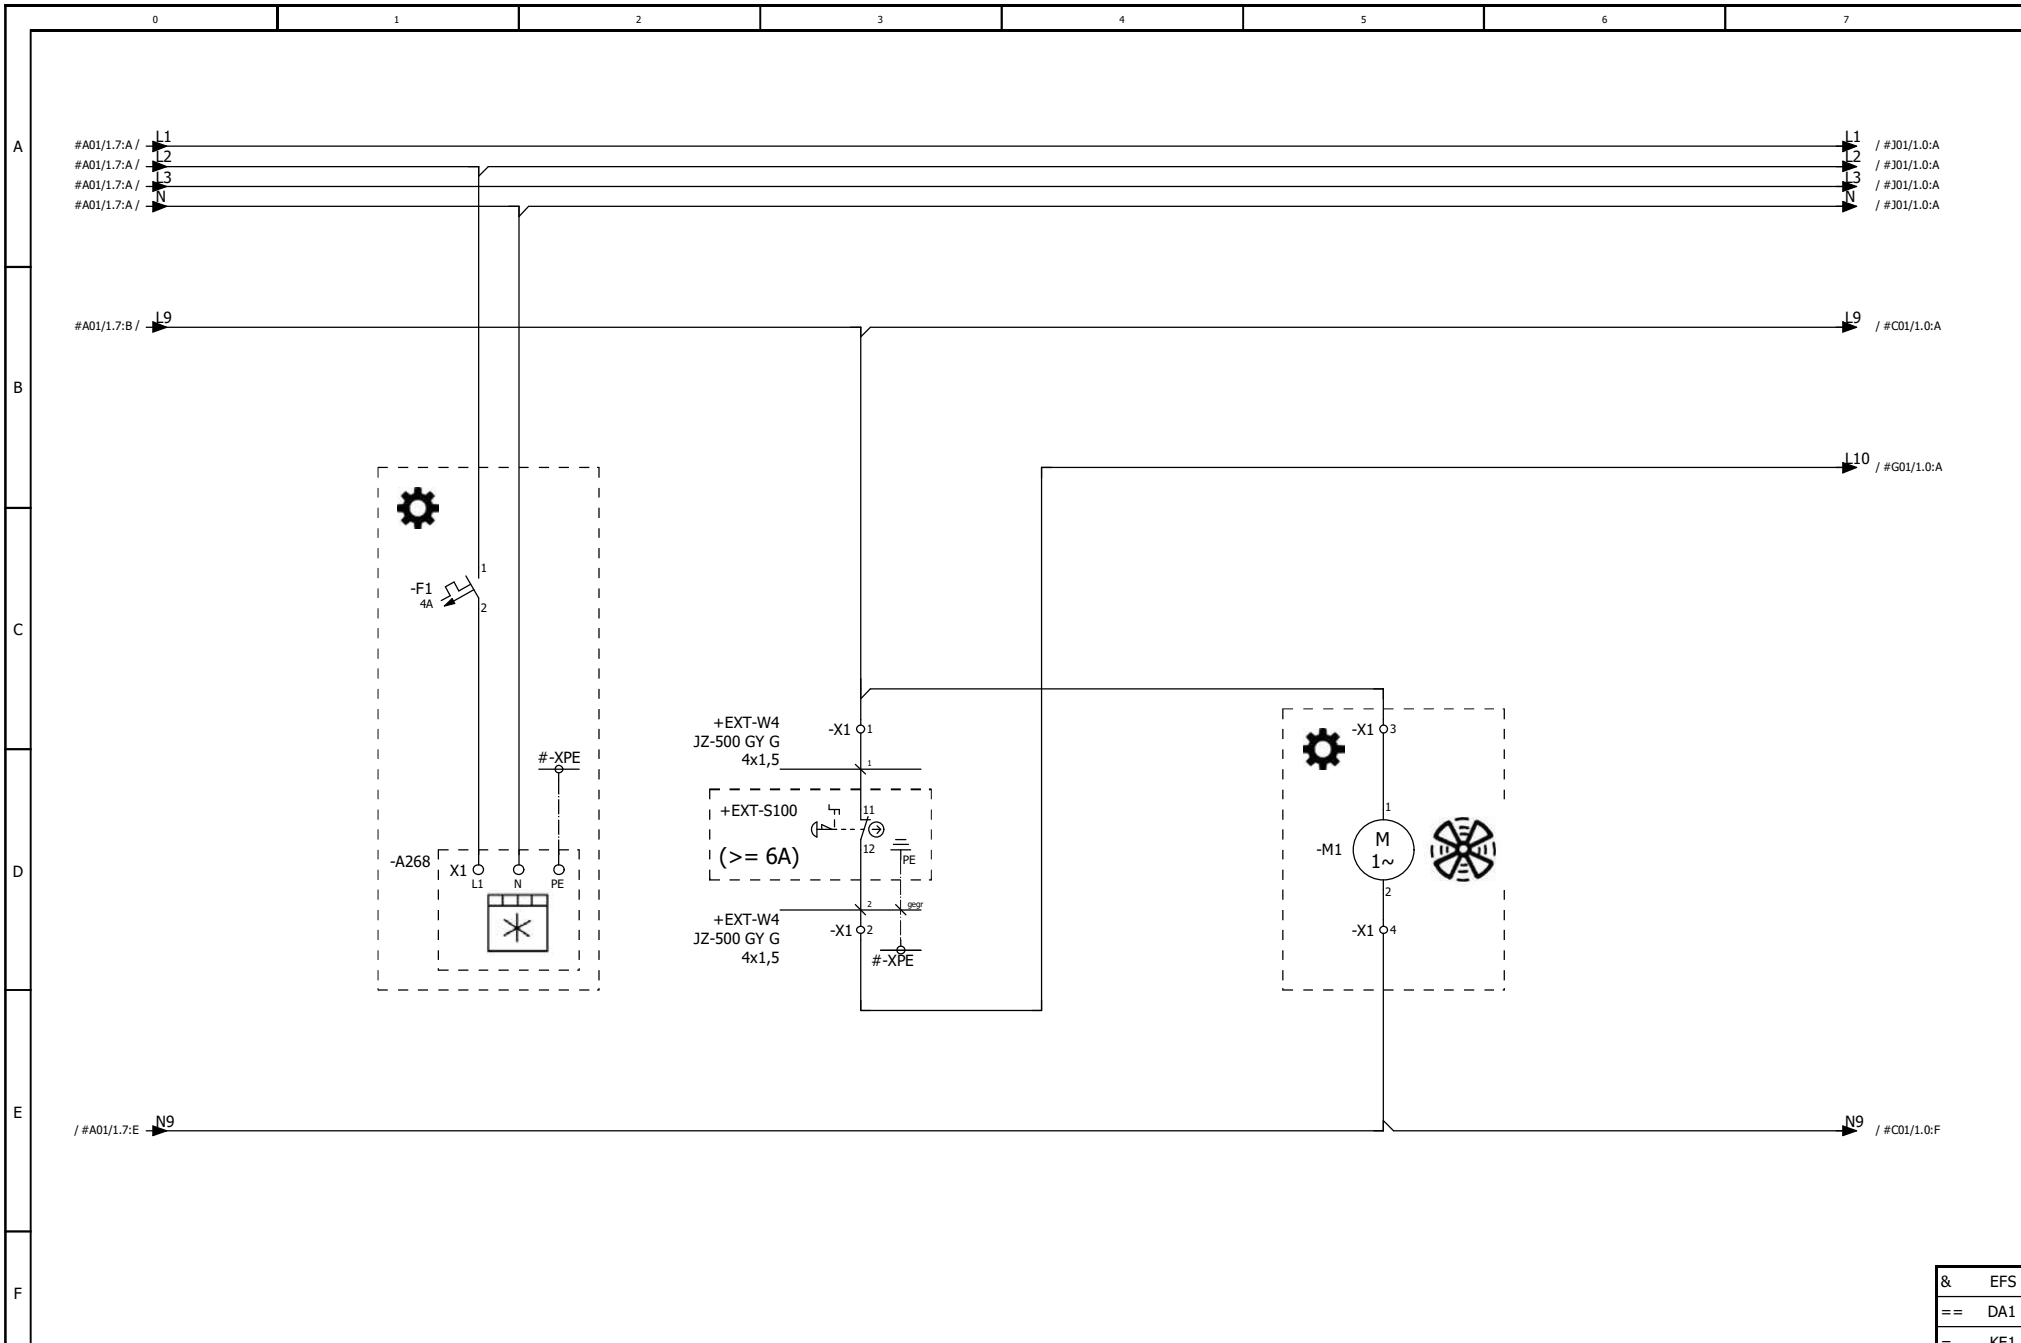 0 1 2 3 4 5 6 7
A
#A01/1.7:A / L1
L1 / #J01/1.0:A
#A01/1.7:A / L2
L2 / #J01/1.0:A
#A01/1.7:A / L3
L3 / #J01/1.0:A
#A01/1.7:A / N
N / #J01/1.0:A
#A01/1.7:B / L9
L9 / #C01/1.0:A
B
L10 / #G01/1.0:A
1
-F1
4A
2
C
+EXT-W4
JZ-500 GY G
4x1,5
-X1 1
1
-X1 3
#-XPE
+EXT-S100
11
(>= 6A)
12
PE
1
-M1
M
1~
2
D
-A268
X1
L1 N PE
+EXT-W4
JZ-500 GY G
4x1,5
2
gegr
-X1 2
#-XPE
-X1 4
E
/ #A01/1.7:E N9
N9 / #C01/1.0:F
F
& EFS
== DA1
= KF1